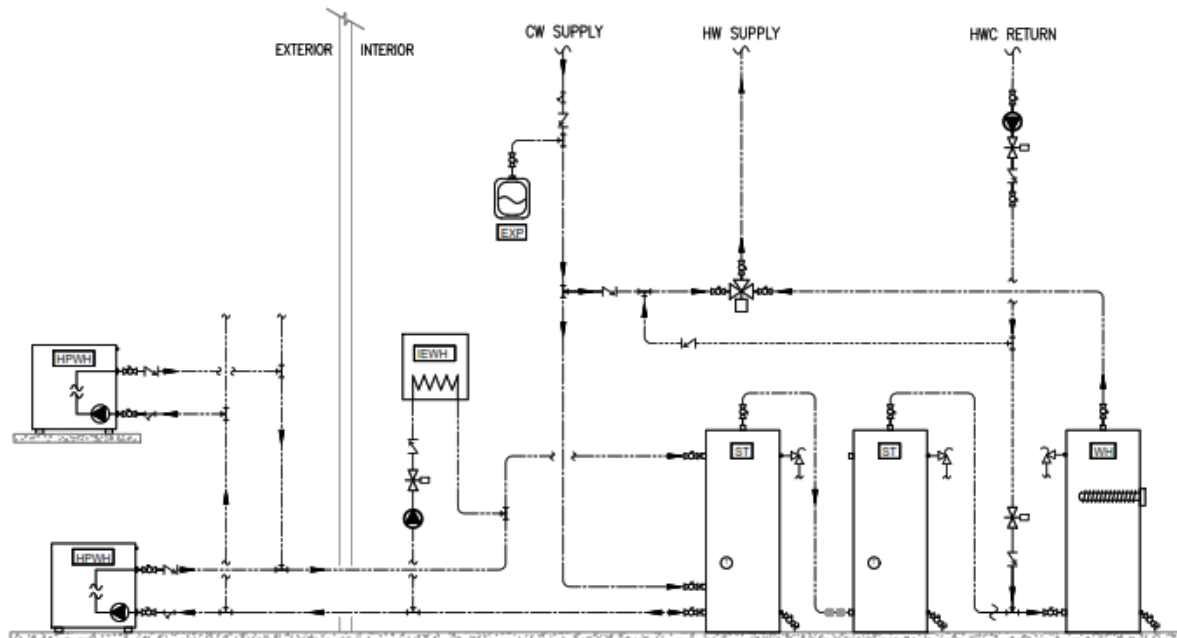 CW SUPPLY
HW SUPPLY
HWC RETURN
EXTERIOR
INTERIOR
EXP
HPWH
IEWH
ST
ST
WH
HPWH
T
T